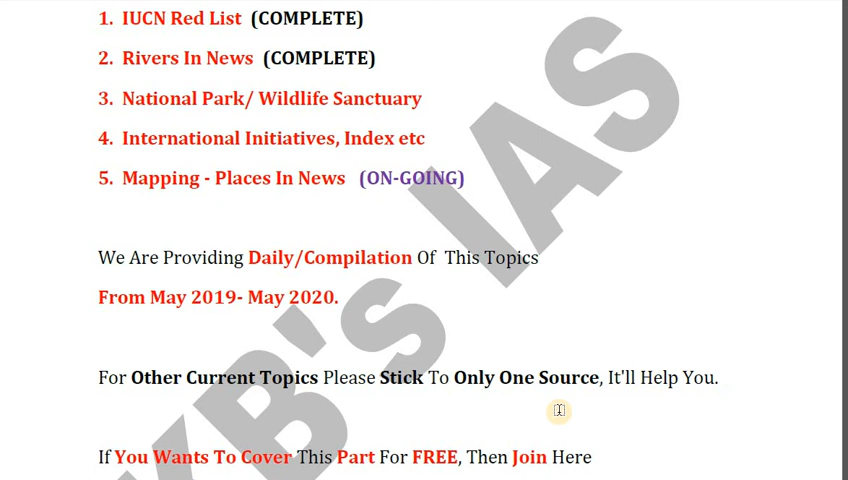 1. IUCN Red List (COMPLETE)
2. Rivers In News (COMPLETE)
3. National Park/ Wildlife Sanctuary
4. International Initiatives, Index etc
5. Mapping - Places In News (ON-GOING)
We Are Providing Daily/Compilation Of This Topics
From May 2019- May 2020.
For Other Current Topics Please Stick To Only One Source, It'll Help You.
If You Wants To Cover This Part For FREE, Then Join Here
KB's IAS